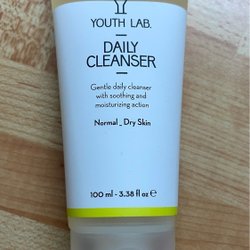 YOUTH LAB.
DAILY
CLEANSER
Gentle daily cleanser
with soothing and
moisturizing action
Normal _ Dry Skin
100 ml - 3.38 fl oz ℮